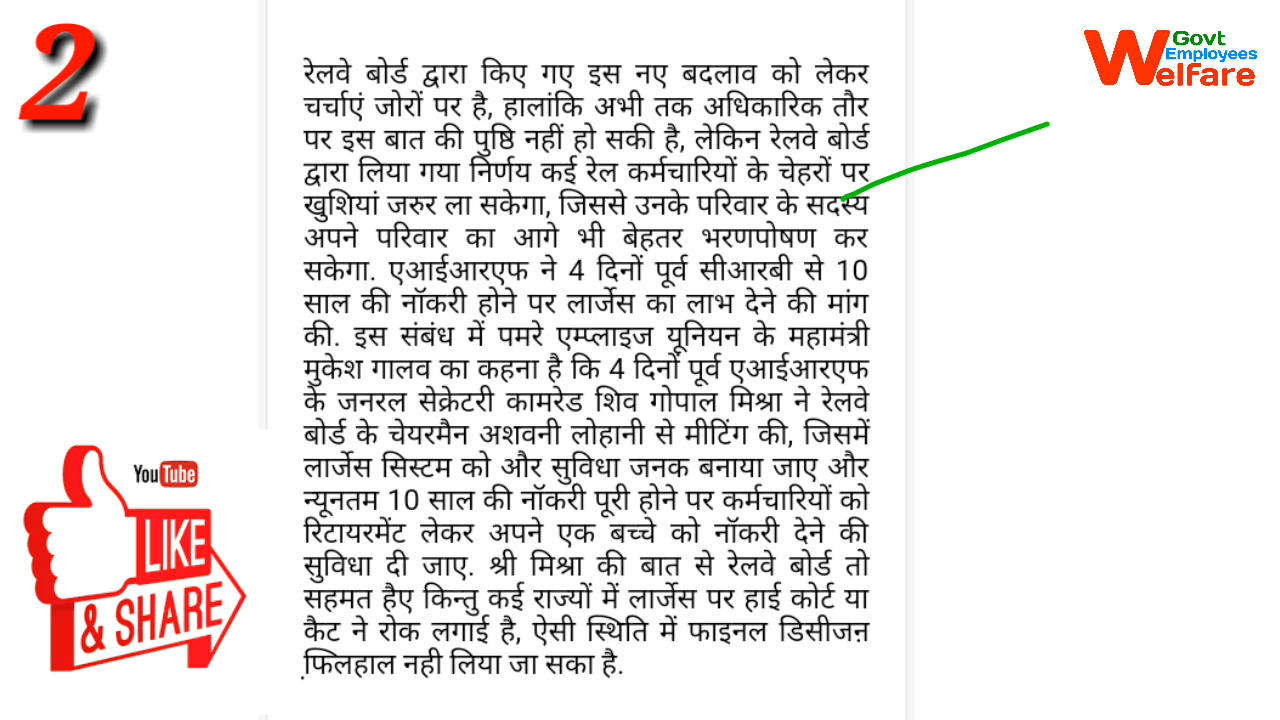 2
Govt
Employees
Welfare
रेलवे बोर्ड द्वारा किए गए इस नए बदलाव को लेकर
चर्चाएं जोरों पर है, हालांकि अभी तक अधिकारिक तौर
पर इस बात की पुष्ठि नहीं हो सकी है, लेकिन रेलवे बोर्ड
द्वारा लिया गया निर्णय कई रेल कर्मचारियों के चेहरों पर
खुशियां जरुर ला सकेगा, जिससे उनके परिवार के सदस्य
अपने परिवार का आगे भी बेहतर भरणपोषण कर
सकेगा. एआईआरएफ ने 4 दिनों पूर्व सीआरबी से 10
साल की नॉकरी होने पर लार्जेस का लाभ देने की मांग
की. इस संबंध में पमरे एम्प्लाइज यूनियन के महामंत्री
मुकेश गालव का कहना है कि 4 दिनों पूर्व एआईआरएफ
के जनरल सेक्रेटरी कामरेड शिव गोपाल मिश्रा ने रेलवे
बोर्ड के चेयरमैन अशवनी लोहानी से मीटिंग की, जिसमें
लार्जेस सिस्टम को और सुविधा जनक बनाया जाए और
न्यूनतम 10 साल की नॉकरी पूरी होने पर कर्मचारियों को
रिटायरमेंट लेकर अपने एक बच्चे को नॉकरी देने की
सुविधा दी जाए. श्री मिश्रा की बात से रेलवे बोर्ड तो
सहमत हैए किन्तु कई राज्यों में लार्जेस पर हाई कोर्ट या
कैट ने रोक लगाई है, ऐसी स्थिति में फाइनल डिसीजऩ
फि़लहाल नही लिया जा सका है.
YouTube
LIKE
& SHARE